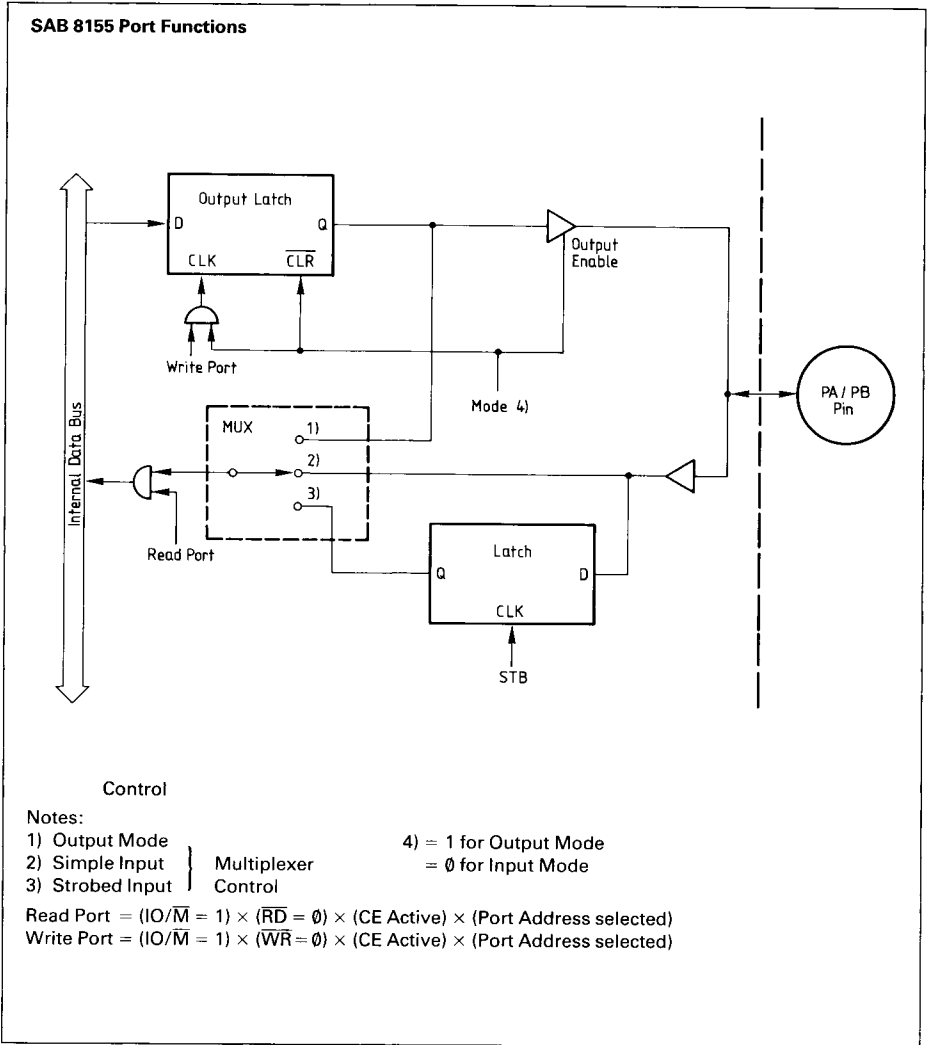 SAB 8155 Port Functions
Output Latch
D
Q
CLK
C̅L̅R̅
Output
Enable
Write Port
Mode 4)
PA / PB
Pin
Internal Data Bus
MUX
1)
2)
3)
Read Port
Latch
Q
D
CLK
STB
Control
Notes:
1) Output Mode
2) Simple Input } Multiplexer
3) Strobed Input Control
4) = 1 for Output Mode
= 0̸ for Input Mode
Read Port = (IO/M̅ = 1) × (R̅D̅ = 0̸) × (CE Active) × (Port Address selected)
Write Port = (IO/M̅ = 1) × (W̅R̅ = 0̸) × (CE Active) × (Port Address selected)